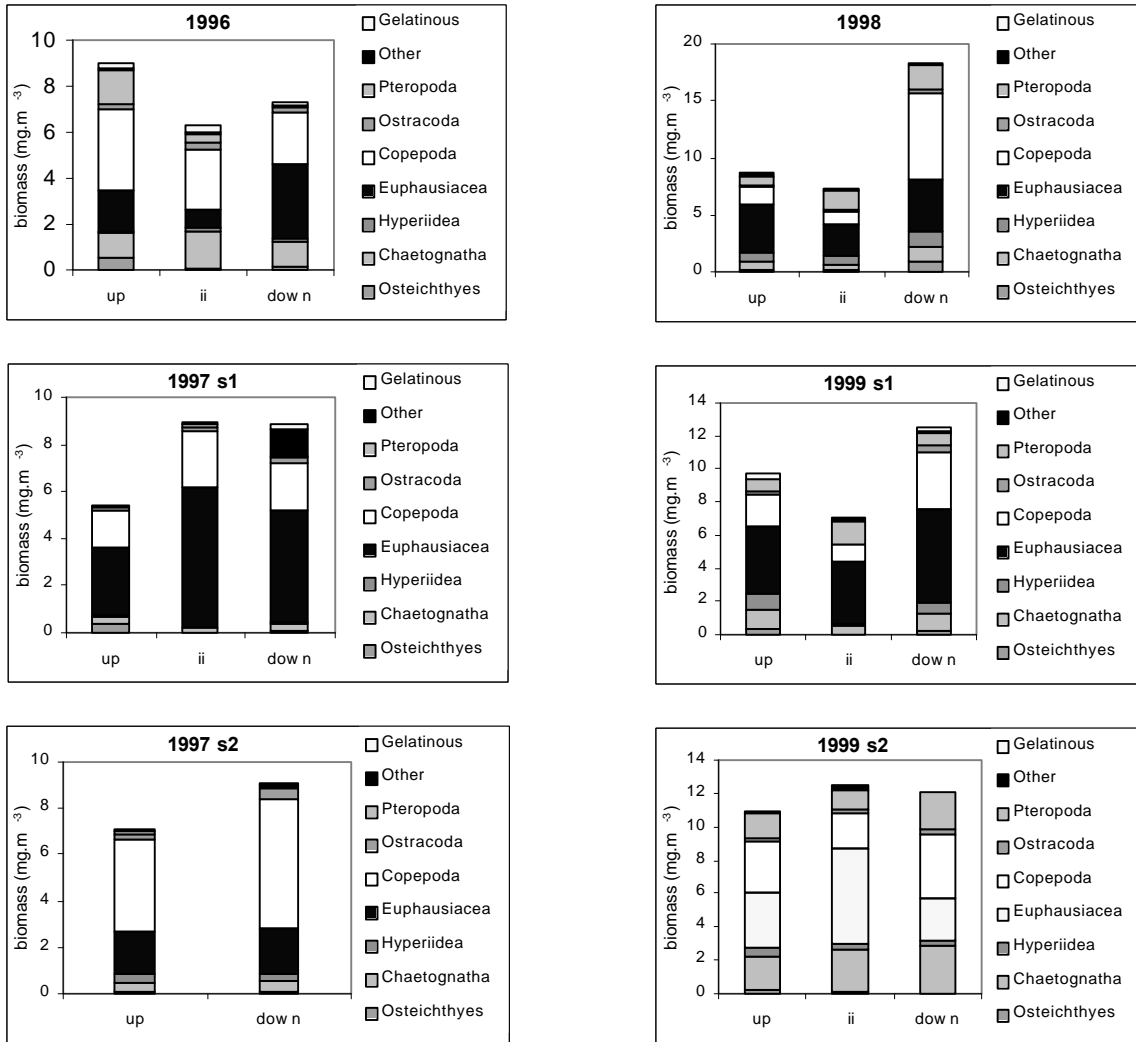 1996
biomass (mg.m -3)
10
8
6
4
2
0
up ii dow n
Gelatinous
Other
Pteropoda
Ostracoda
Copepoda
Euphausiacea
Hyperiidea
Chaetognatha
Osteichthyes
1998
biomass (mg.m -3)
20
15
10
5
0
up ii dow n
Gelatinous
Other
Pteropoda
Ostracoda
Copepoda
Euphausiacea
Hyperiidea
Chaetognatha
Osteichthyes
1997 s1
biomass (mg.m -3)
10
8
6
4
2
0
up ii dow n
Gelatinous
Other
Pteropoda
Ostracoda
Copepoda
Euphausiacea
Hyperiidea
Chaetognatha
Osteichthyes
1999 s1
biomass (mg.m -3)
14
12
10
8
6
4
2
0
up ii dow n
Gelatinous
Other
Pteropoda
Ostracoda
Copepoda
Euphausiacea
Hyperiidea
Chaetognatha
Osteichthyes
1997 s2
biomass (mg.m -3)
10
8
6
4
2
0
up dow n
Gelatinous
Other
Pteropoda
Ostracoda
Copepoda
Euphausiacea
Hyperiidea
Chaetognatha
Osteichthyes
1999 s2
biomass (mg.m -3)
14
12
10
8
6
4
2
0
up ii dow n
Gelatinous
Other
Pteropoda
Ostracoda
Copepoda
Euphausiacea
Hyperiidea
Chaetognatha
Osteichthyes